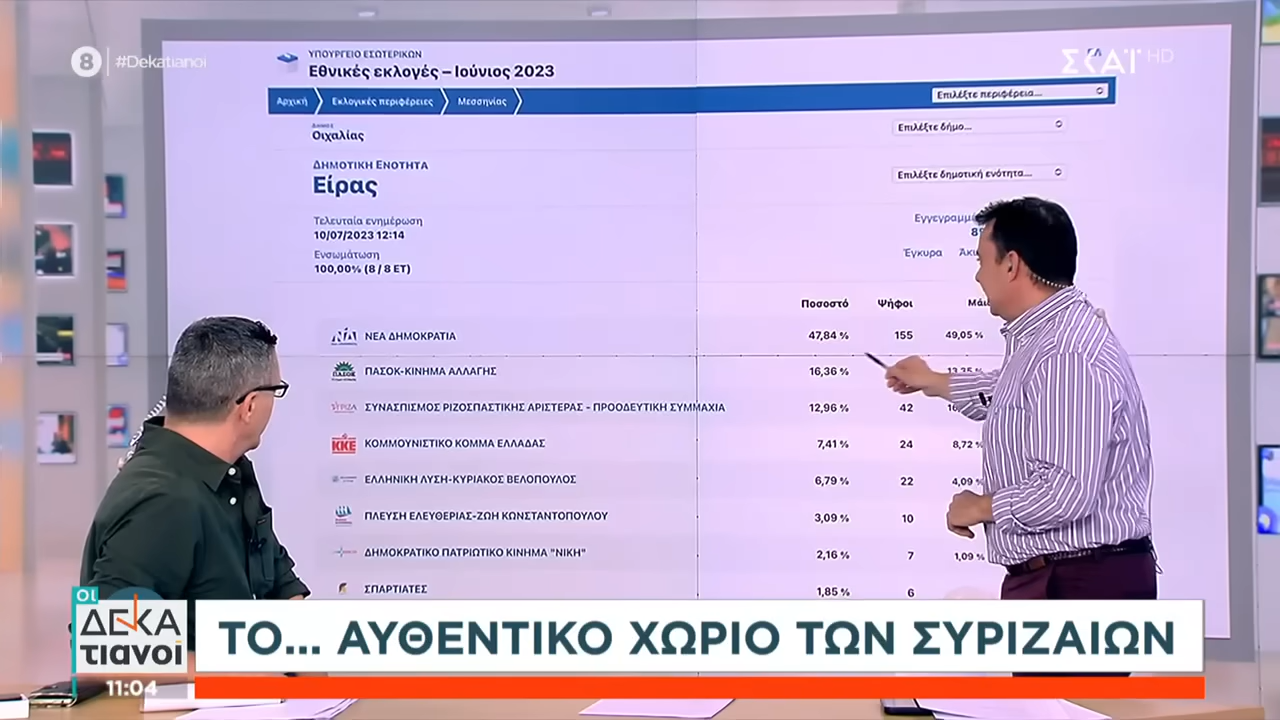 8 #Dekatianoi
ΣΚΑΪ HD
ΥΠΟΥΡΓΕΙΟ ΕΣΩΤΕΡΙΚΩΝ
Εθνικές εκλογές – Ιούνιος 2023
Αρχική Εκλογικές περιφέρειες Μεσσηνίας Επιλέξτε περιφέρεια...
Δήμος
Οιχαλίας Επιλέξτε δήμο...
ΔΗΜΟΤΙΚΗ ΕΝΟΤΗΤΑ
Είρας Επιλέξτε δημοτική ενότητα...
Τελευταία ενημέρωση
10/07/2023 12:14
Ενσωμάτωση Έγκυρα
100,00% (8 / 8 ΕΤ)
Ποσοστό Ψήφοι
ΝΔ ΝΕΑ ΔΗΜΟΚΡΑΤΙΑ 47,84 % 155 49,05 %
ΠΑΣΟΚ ΠΑΣΟΚ-ΚΙΝΗΜΑ ΑΛΛΑΓΗΣ 16,36 %
ΣΥΡΙΖΑ ΣΥΝΑΣΠΙΣΜΟΣ ΡΙΖΟΣΠΑΣΤΙΚΗΣ ΑΡΙΣΤΕΡΑΣ - ΠΡΟΟΔΕΥΤΙΚΗ ΣΥΜΜΑΧΙΑ 12,96 % 42
ΚΚΕ ΚΟΜΜΟΥΝΙΣΤΙΚΟ ΚΟΜΜΑ ΕΛΛΑΔΑΣ 7,41 % 24 8,72 %
ΕΛΛΗΝΙΚΗ ΛΥΣΗ-ΚΥΡΙΑΚΟΣ ΒΕΛΟΠΟΥΛΟΣ 6,79 % 22 4,09 %
ΠΛΕΥΣΗ ΕΛΕΥΘΕΡΙΑΣ-ΖΩΗ ΚΩΝΣΤΑΝΤΟΠΟΥΛΟΥ 3,09 % 10
ΔΗΜΟΚΡΑΤΙΚΟ ΠΑΤΡΙΩΤΙΚΟ ΚΙΝΗΜΑ "ΝΙΚΗ" 2,16 % 7 1,09 %
ΣΠΑΡΤΙΑΤΕΣ 1,85 % 6
ΟΙ
ΔΕΚΑ
τιανοί
ΤΟ... ΑΥΘΕΝΤΙΚΟ ΧΩΡΙΟ ΤΩΝ ΣΥΡΙΖΑΙΩΝ
11:04